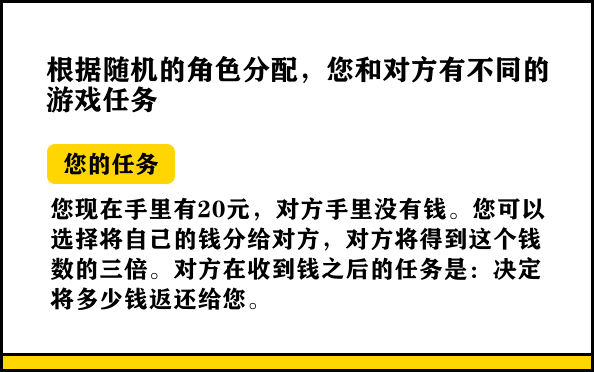 根据随机的角色分配，您和对方有不同的
游戏任务
您的任务
您现在手里有20元，对方手里没有钱。您可以
选择将自己的钱分给对方，对方将得到这个钱
数的三倍。对方在收到钱之后的任务是：决定
将多少钱返还给您。